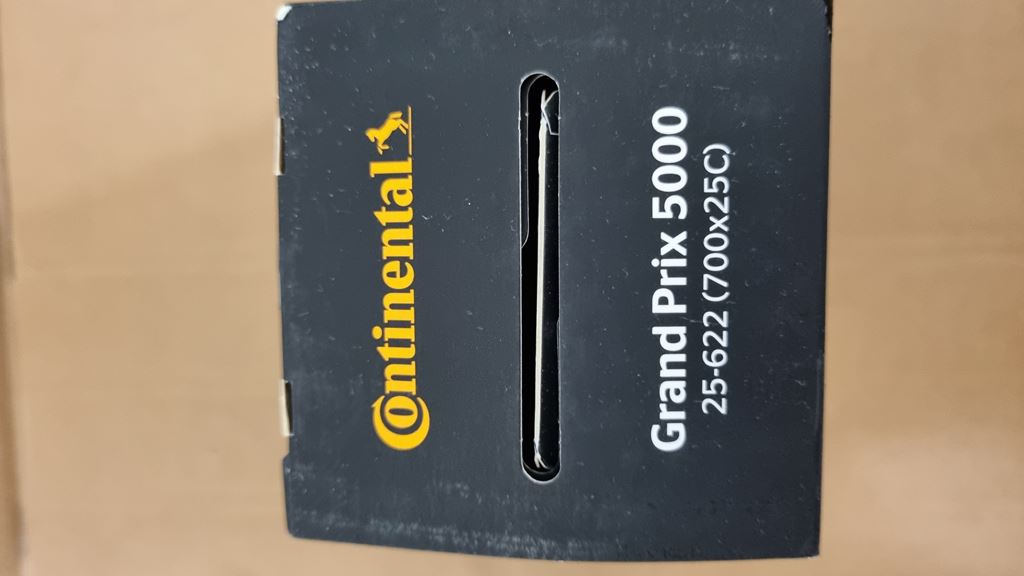 Continental
Grand Prix 5000
25-622 (700x25C)